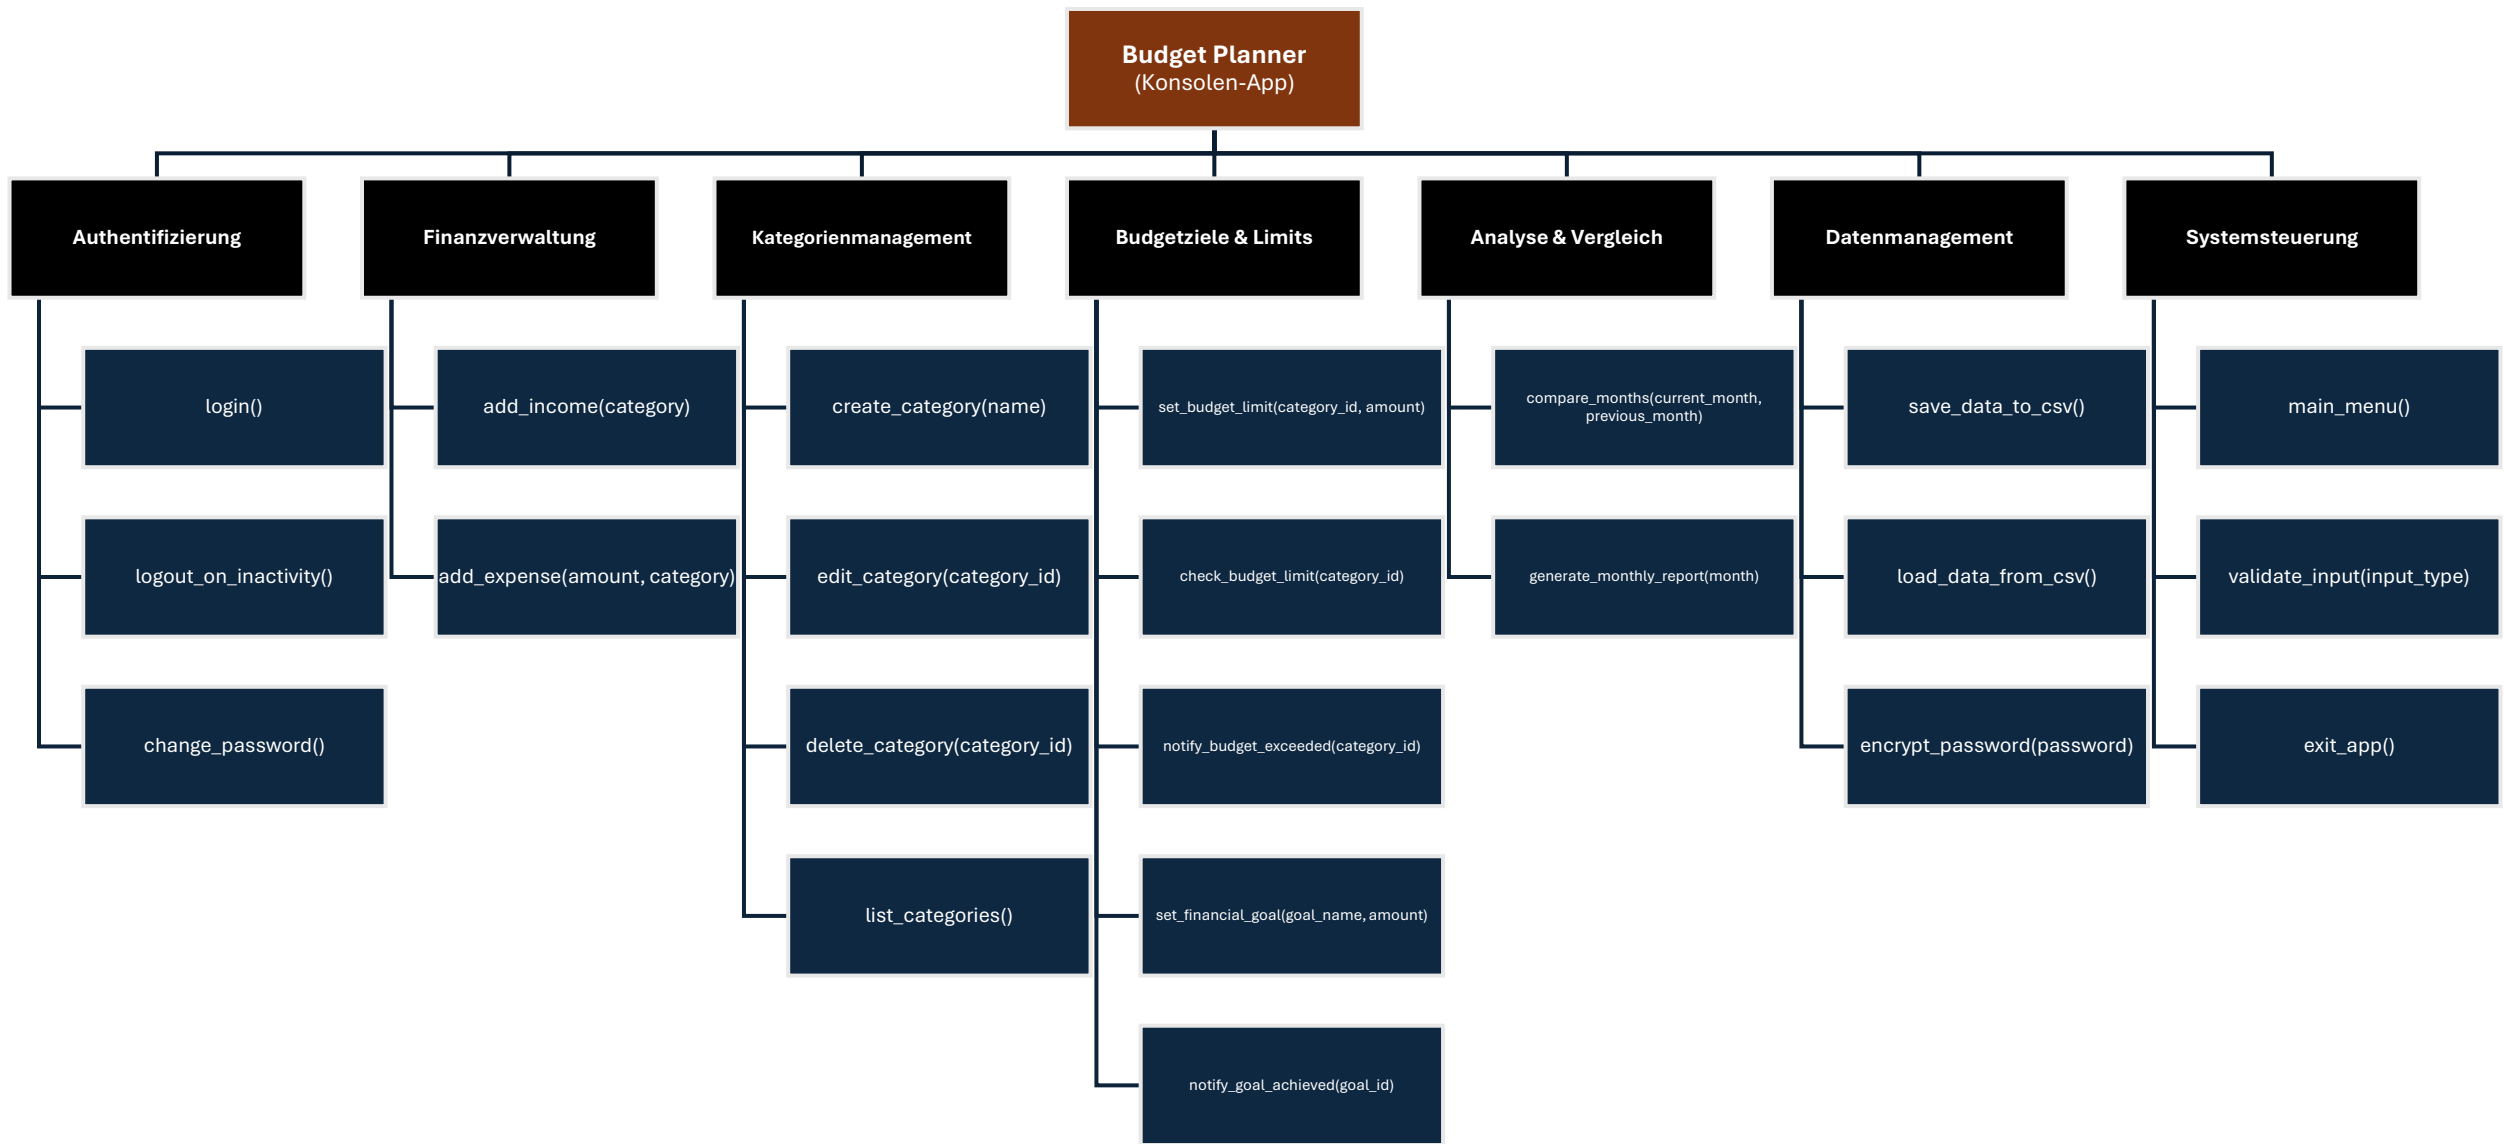 Budget Planner
(Konsolen-App)
Authentifizierung
Finanzverwaltung
Kategorienmanagement
Budgetziele & Limits
Analyse & Vergleich
Datenmanagement
Systemsteuerung
login()
add_income(category)
create_category(name)
set_budget_limit(category_id, amount)
compare_months(current_month,
previous_month)
save_data_to_csv()
main_menu()
logout_on_inactivity()
add_expense(amount, category)
edit_category(category_id)
check_budget_limit(category_id)
generate_monthly_report(month)
load_data_from_csv()
validate_input(input_type)
change_password()
delete_category(category_id)
notify_budget_exceeded(category_id)
encrypt_password(password)
exit_app()
list_categories()
set_financial_goal(goal_name, amount)
notify_goal_achieved(goal_id)